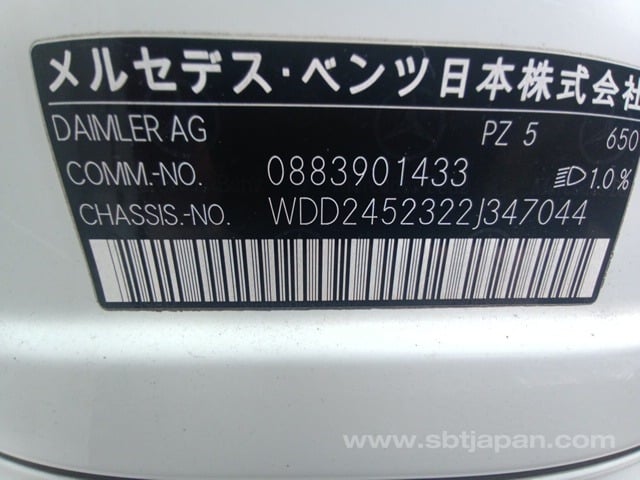 メルセデス・ベンツ日本株式会社
DAIMLER AG PZ 5 650
COMM.-NO. 0883901433 1.0%
CHASSIS.-NO. WDD2452322J347044
www.sbtjapan.com